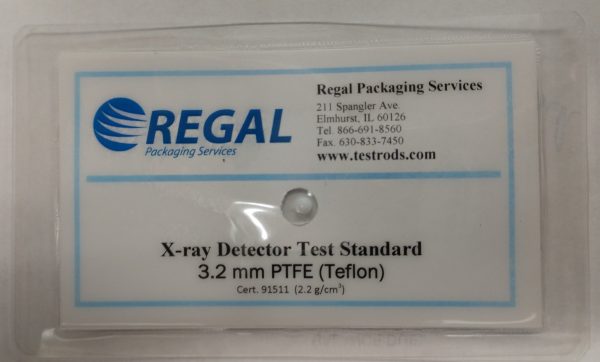 REGAL
Packaging Services
Regal Packaging Services
211 Spangler Ave.
Elmhurst, IL 60126
Tel. 866-691-8560
Fax. 630-833-7450
www.testrods.com
X-ray Detector Test Standard
3.2 mm PTFE (Teflon)
Cert. 91511 (2.2 g/cm³)